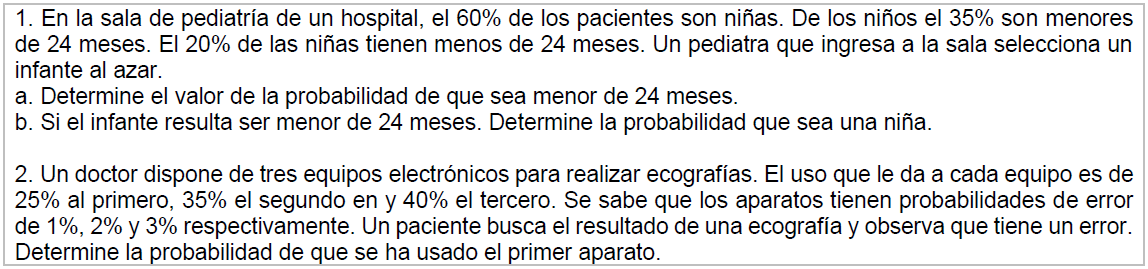 1. En la sala de pediatría de un hospital, el 60% de los pacientes son niñas. De los niños el 35% son menores
de 24 meses. El 20% de las niñas tienen menos de 24 meses. Un pediatra que ingresa a la sala selecciona un
infante al azar.
a. Determine el valor de la probabilidad de que sea menor de 24 meses.
b. Si el infante resulta ser menor de 24 meses. Determine la probabilidad que sea una niña.
2. Un doctor dispone de tres equipos electrónicos para realizar ecografías. El uso que le da a cada equipo es de
25% al primero, 35% el segundo en y 40% el tercero. Se sabe que los aparatos tienen probabilidades de error
de 1%, 2% y 3% respectivamente. Un paciente busca el resultado de una ecografía y observa que tiene un error.
Determine la probabilidad de que se ha usado el primer aparato.